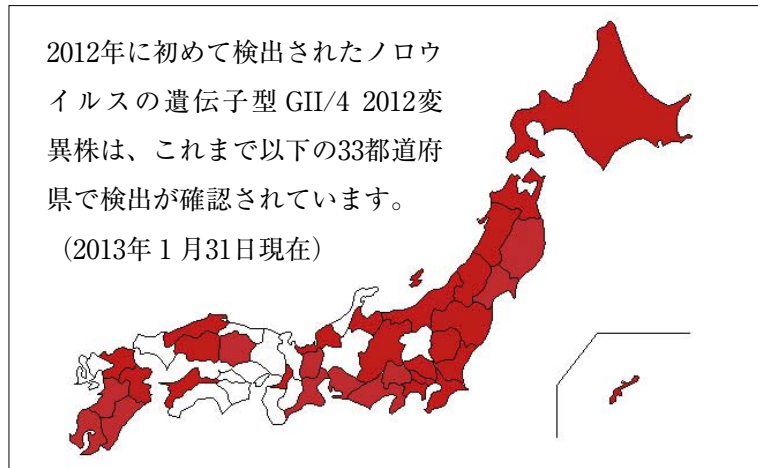 2012年に初めて検出されたノロウ
イルスの遺伝子型 GII/4 2012変
異株は、これまで以下の33都道府
県で検出が確認されています。
（2013年１月31日現在）